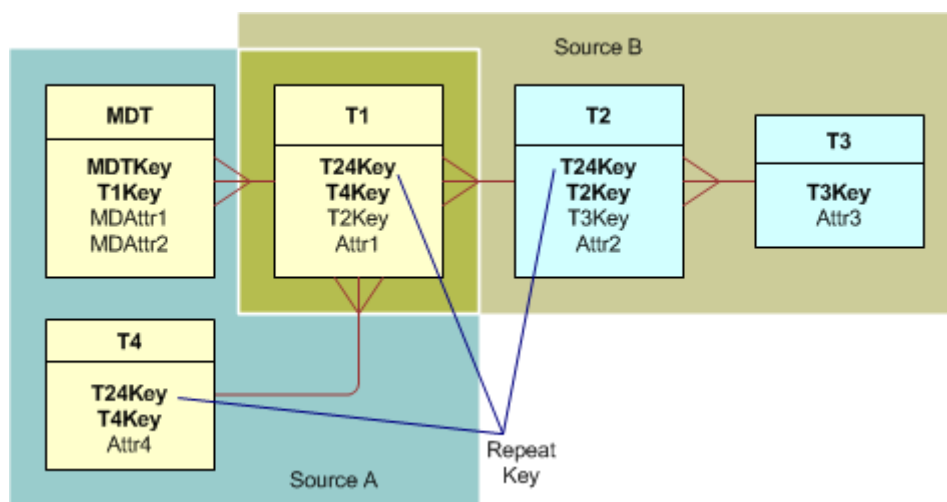 Source B
MDT
MDTKey
T1Key
MDAttr1
MDAttr2
T1
T24Key
T4Key
T2Key
Attr1
T2
T24Key
T2Key
T3Key
Attr2
T3
T3Key
Attr3
T4
T24Key
T4Key
Attr4
Source A
Repeat
Key